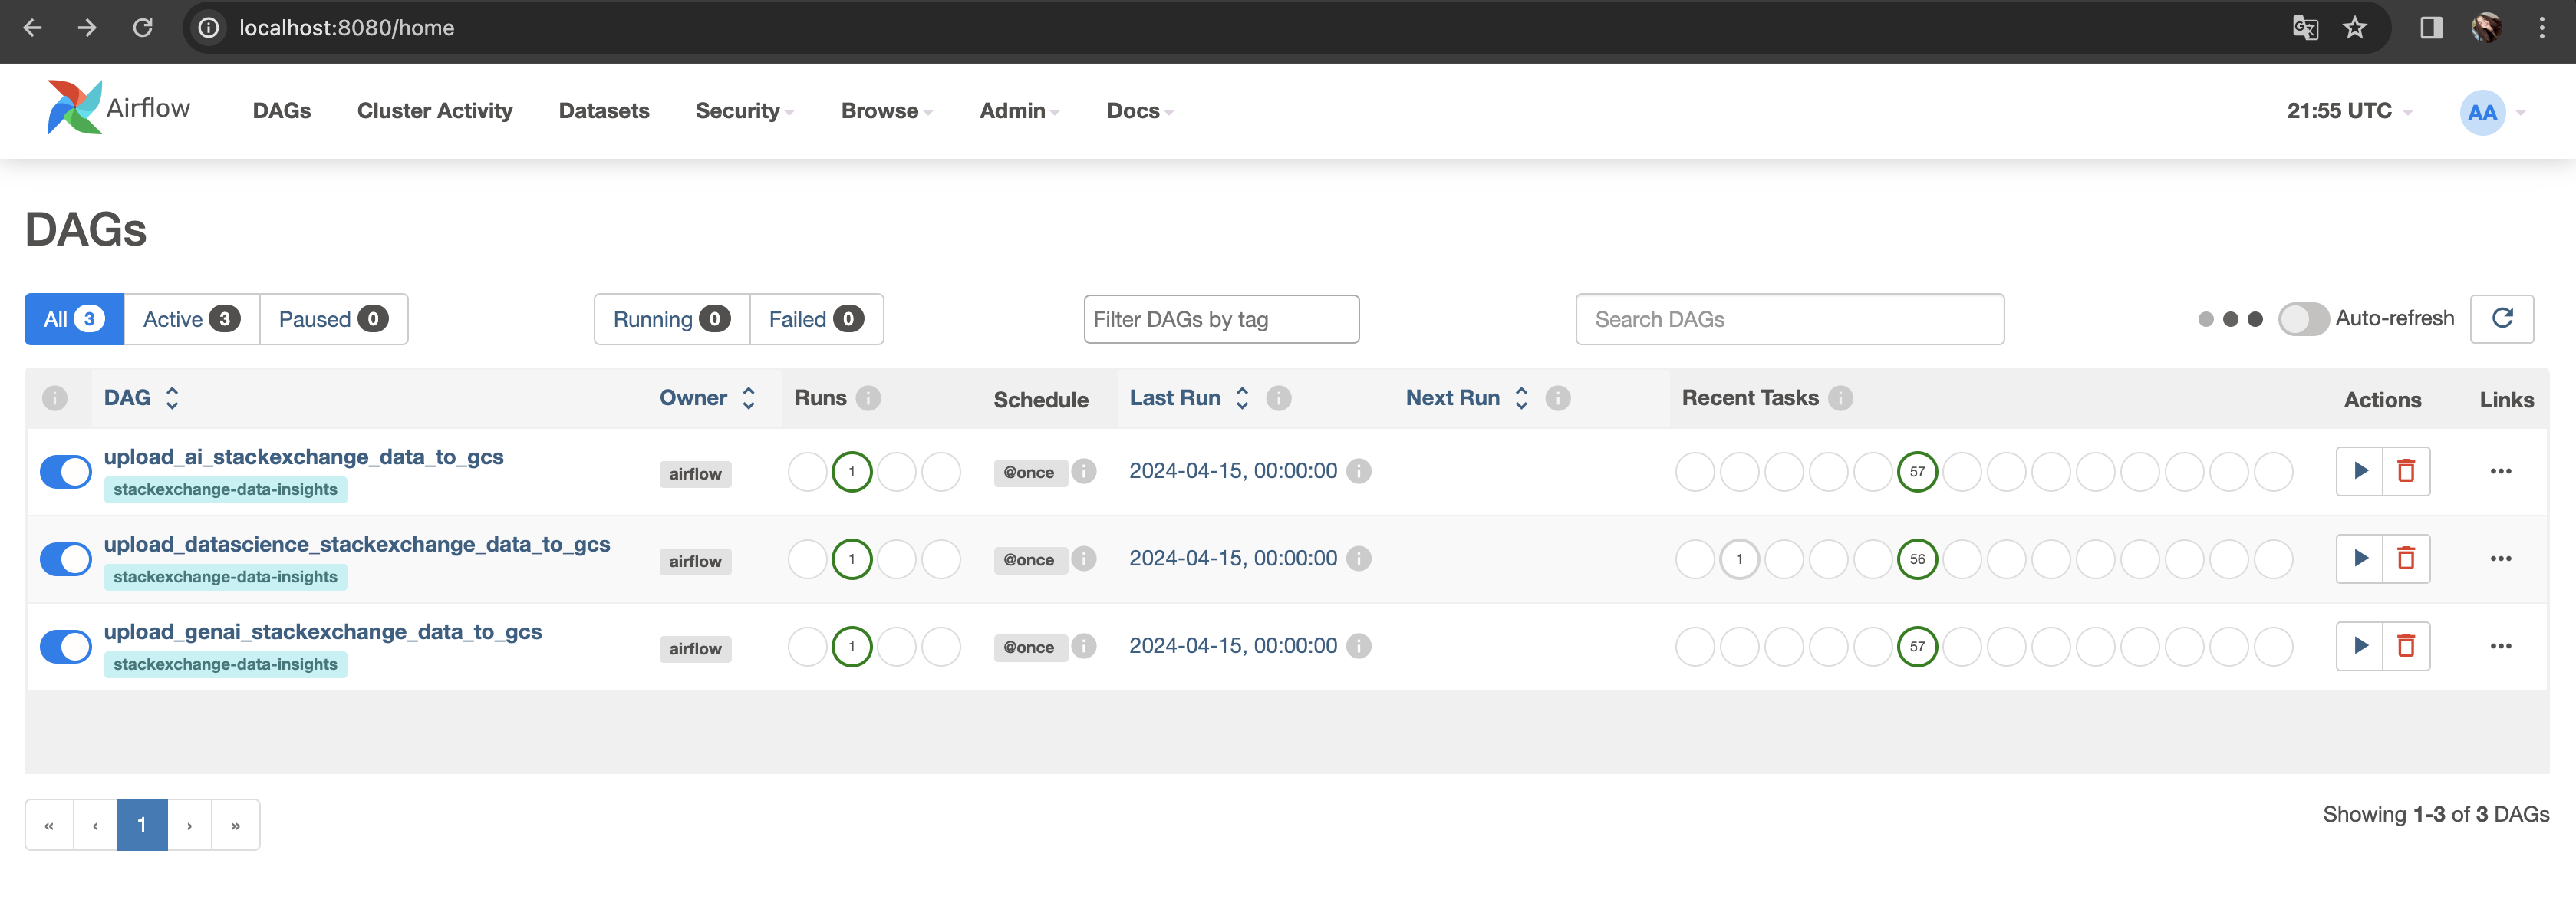 localhost:8080/home
Airflow DAGs Cluster Activity Datasets Security Browse Admin Docs 21:55 UTC AA
DAGs
All 3 Active 3 Paused 0 Running 0 Failed 0 Filter DAGs by tag Search DAGs Auto-refresh
i DAG Owner Runs i Schedule Last Run i Next Run i Recent Tasks i Actions Links
upload_ai_stackexchange_data_to_gcs
airflow 1 @once i 2024-04-15, 00:00:00 i 57 ...
stackexchange-data-insights
upload_datascience_stackexchange_data_to_gcs
airflow 1 @once i 2024-04-15, 00:00:00 i 1 56 ...
stackexchange-data-insights
upload_genai_stackexchange_data_to_gcs
airflow 1 @once i 2024-04-15, 00:00:00 i 57 ...
stackexchange-data-insights
« ‹ 1 › » Showing 1-3 of 3 DAGs